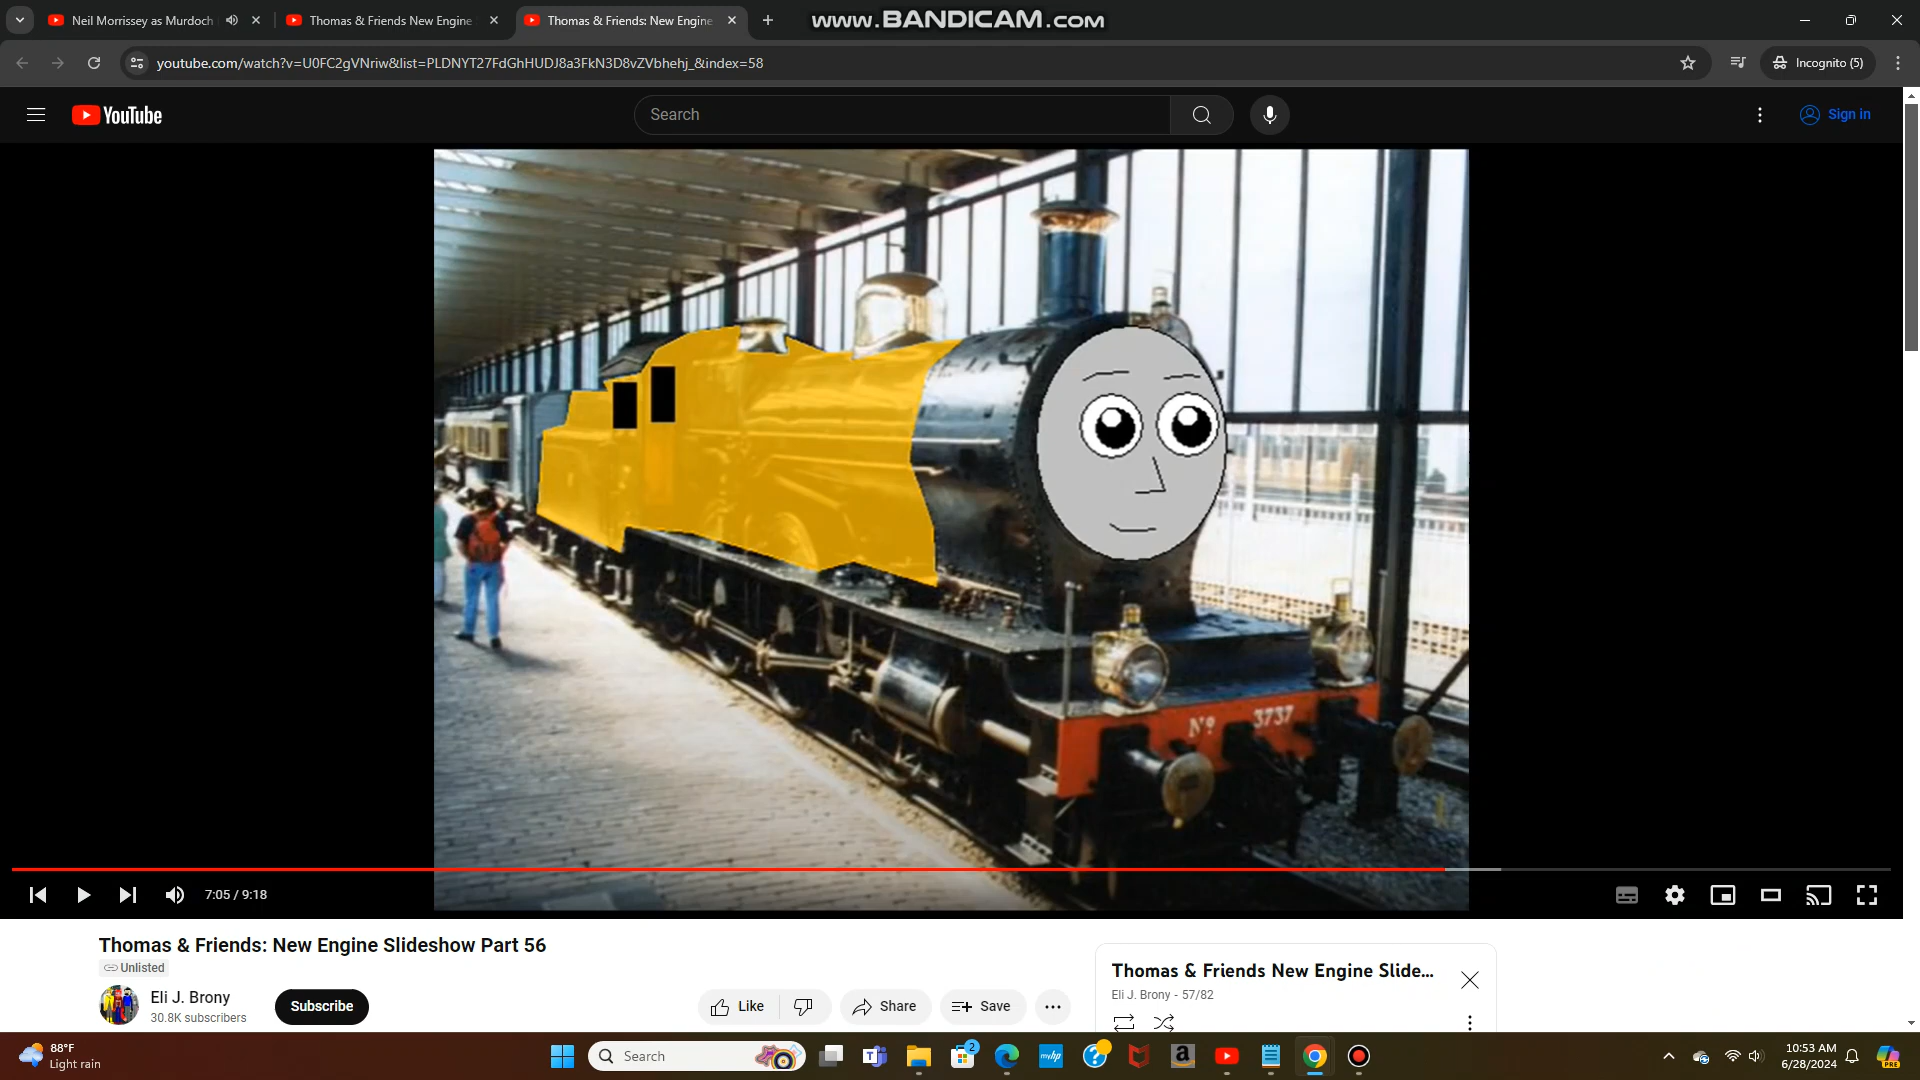 Neil Morrissey as Murdoch
Thomas & Friends New Engine
Thomas & Friends: New Engine
www.BANDICAM.com
youtube.com/watch?v=U0FC2gVNriw&list=PLDNYT27FdGhHUDJ8a3FkN3D8vZVbhehj_&index=58
Incognito (5)
YouTube
Search
Sign in
Nº 3737
7:05 / 9:18
Thomas & Friends: New Engine Slideshow Part 56
Unlisted
Eli J. Brony
30.8K subscribers
Subscribe
Like
Share
Save
Thomas & Friends New Engine Slide...
Eli J. Brony - 57/82
88°F
Light rain
Search
2
myhp
10:53 AM
6/28/2024
PRE